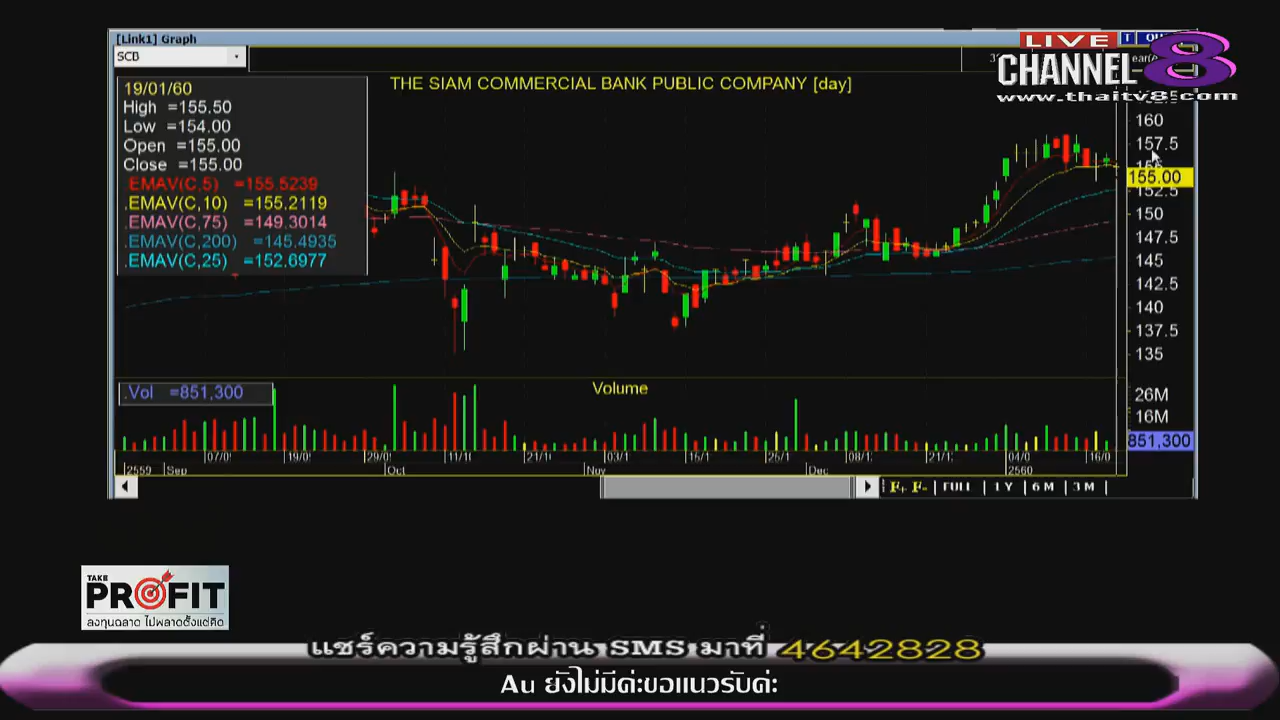 [Link1] Graph
SCB
LIVE
CHANNEL 8
www.thaitv8.com
THE SIAM COMMERCIAL BANK PUBLIC COMPANY [day]
19/01/60
High =155.50
Low =154.00
Open =155.00
Close =155.00
.EMAV(C,5) =155.5239
.EMAV(C,10) =155.2119
.EMAV(C,75) =149.3014
.EMAV(C,200) =145.4935
.EMAV(C,25) =152.6977
160
157.5
155.00
152.5
150
147.5
145
142.5
140
137.5
135
.Vol =851,300
Volume
26M
16M
851,300
07/0 19/0 29/0 11/1 21/1 03/1 15/1 25/1 08/1 21/1 04/0 16/0
2559 Sep Oct Nov Dec 2560
F+ F- FULL 1 Y 6 M 3 M
TAKE
PROFIT
ลงทุนฉลาด ไม่พลาดตั้งแต่คิด
แชร์ความรู้สึกผ่าน SMS มาที่ 4642828
Au ยังไม่มีค่ะขอแนวรับค่ะ